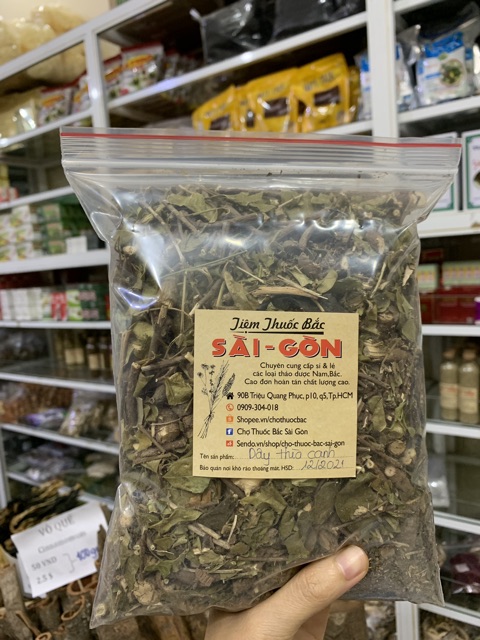 Tiệm Thuốc Bắc
SÀI-GÒN
Chuyên cung cấp sỉ & lẻ
các loại thảo dược Nam,Bắc.
Cao đơn hoàn tán chất lượng cao.
90B Triệu Quang Phục, p10, q5,Tp.HCM
0909-304-018
Shopee.vn/chothuocbac
Chợ Thuốc Bắc Sài Gòn
Sendo.vn/shop/cho-thuoc-bac-sai-gon
Tên sản phẩm: Dây thìa canh
Bảo quản nơi khô ráo thoáng mát. HSD: 12/2021
VỎ QUẾ